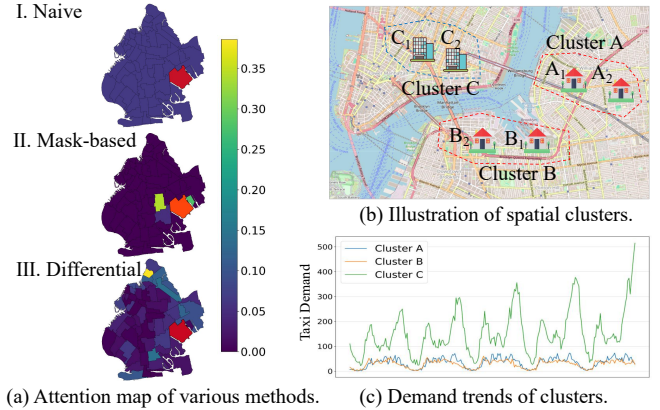 I. Naive
II. Mask-based
III. Differential
0.35
0.30
0.25
0.20
0.15
0.10
0.05
0.00
(a) Attention map of various methods.
C1
C2
Cluster C
Cluster A
A1
A2
B2
B1
Cluster B
(b) Illustration of spatial clusters.
Taxi Demand
500
400
300
200
100
0
Cluster A
Cluster B
Cluster C
(c) Demand trends of clusters.